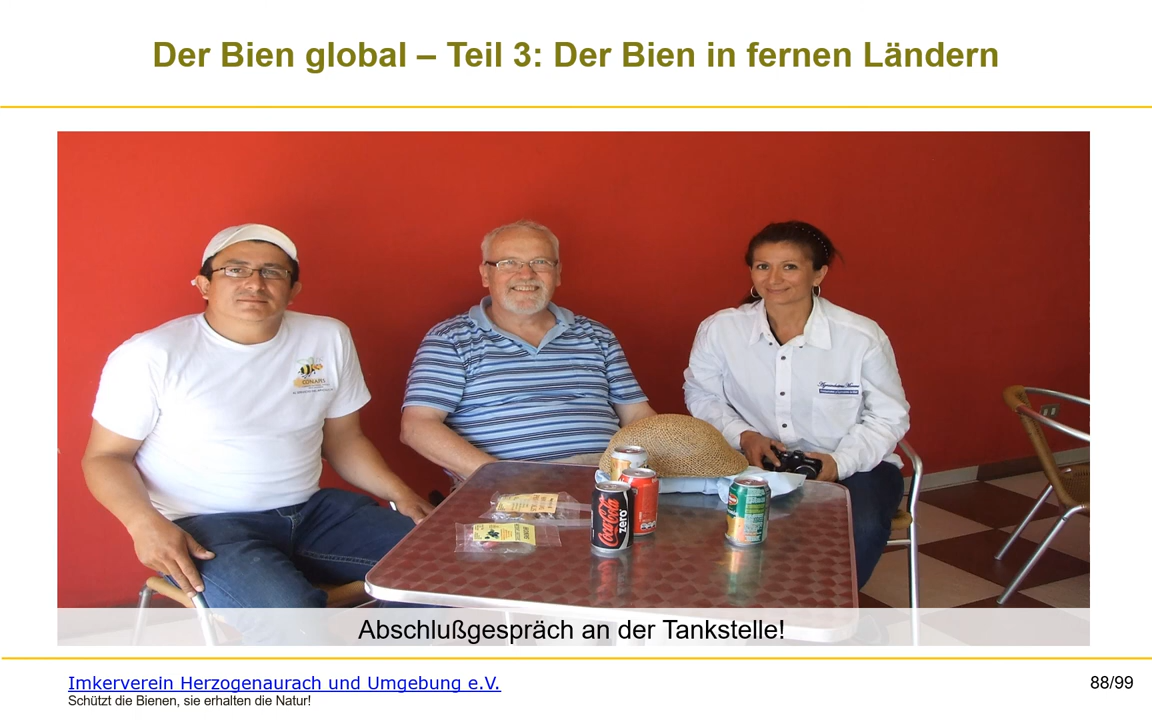 Der Bien global – Teil 3: Der Bien in fernen Ländern
CONAPIS
Coca-Cola
zero
Abschlußgespräch an der Tankstelle!
Imkerverein Herzogenaurach und Umgebung e.V.
Schützt die Bienen, sie erhalten die Natur!
88/99